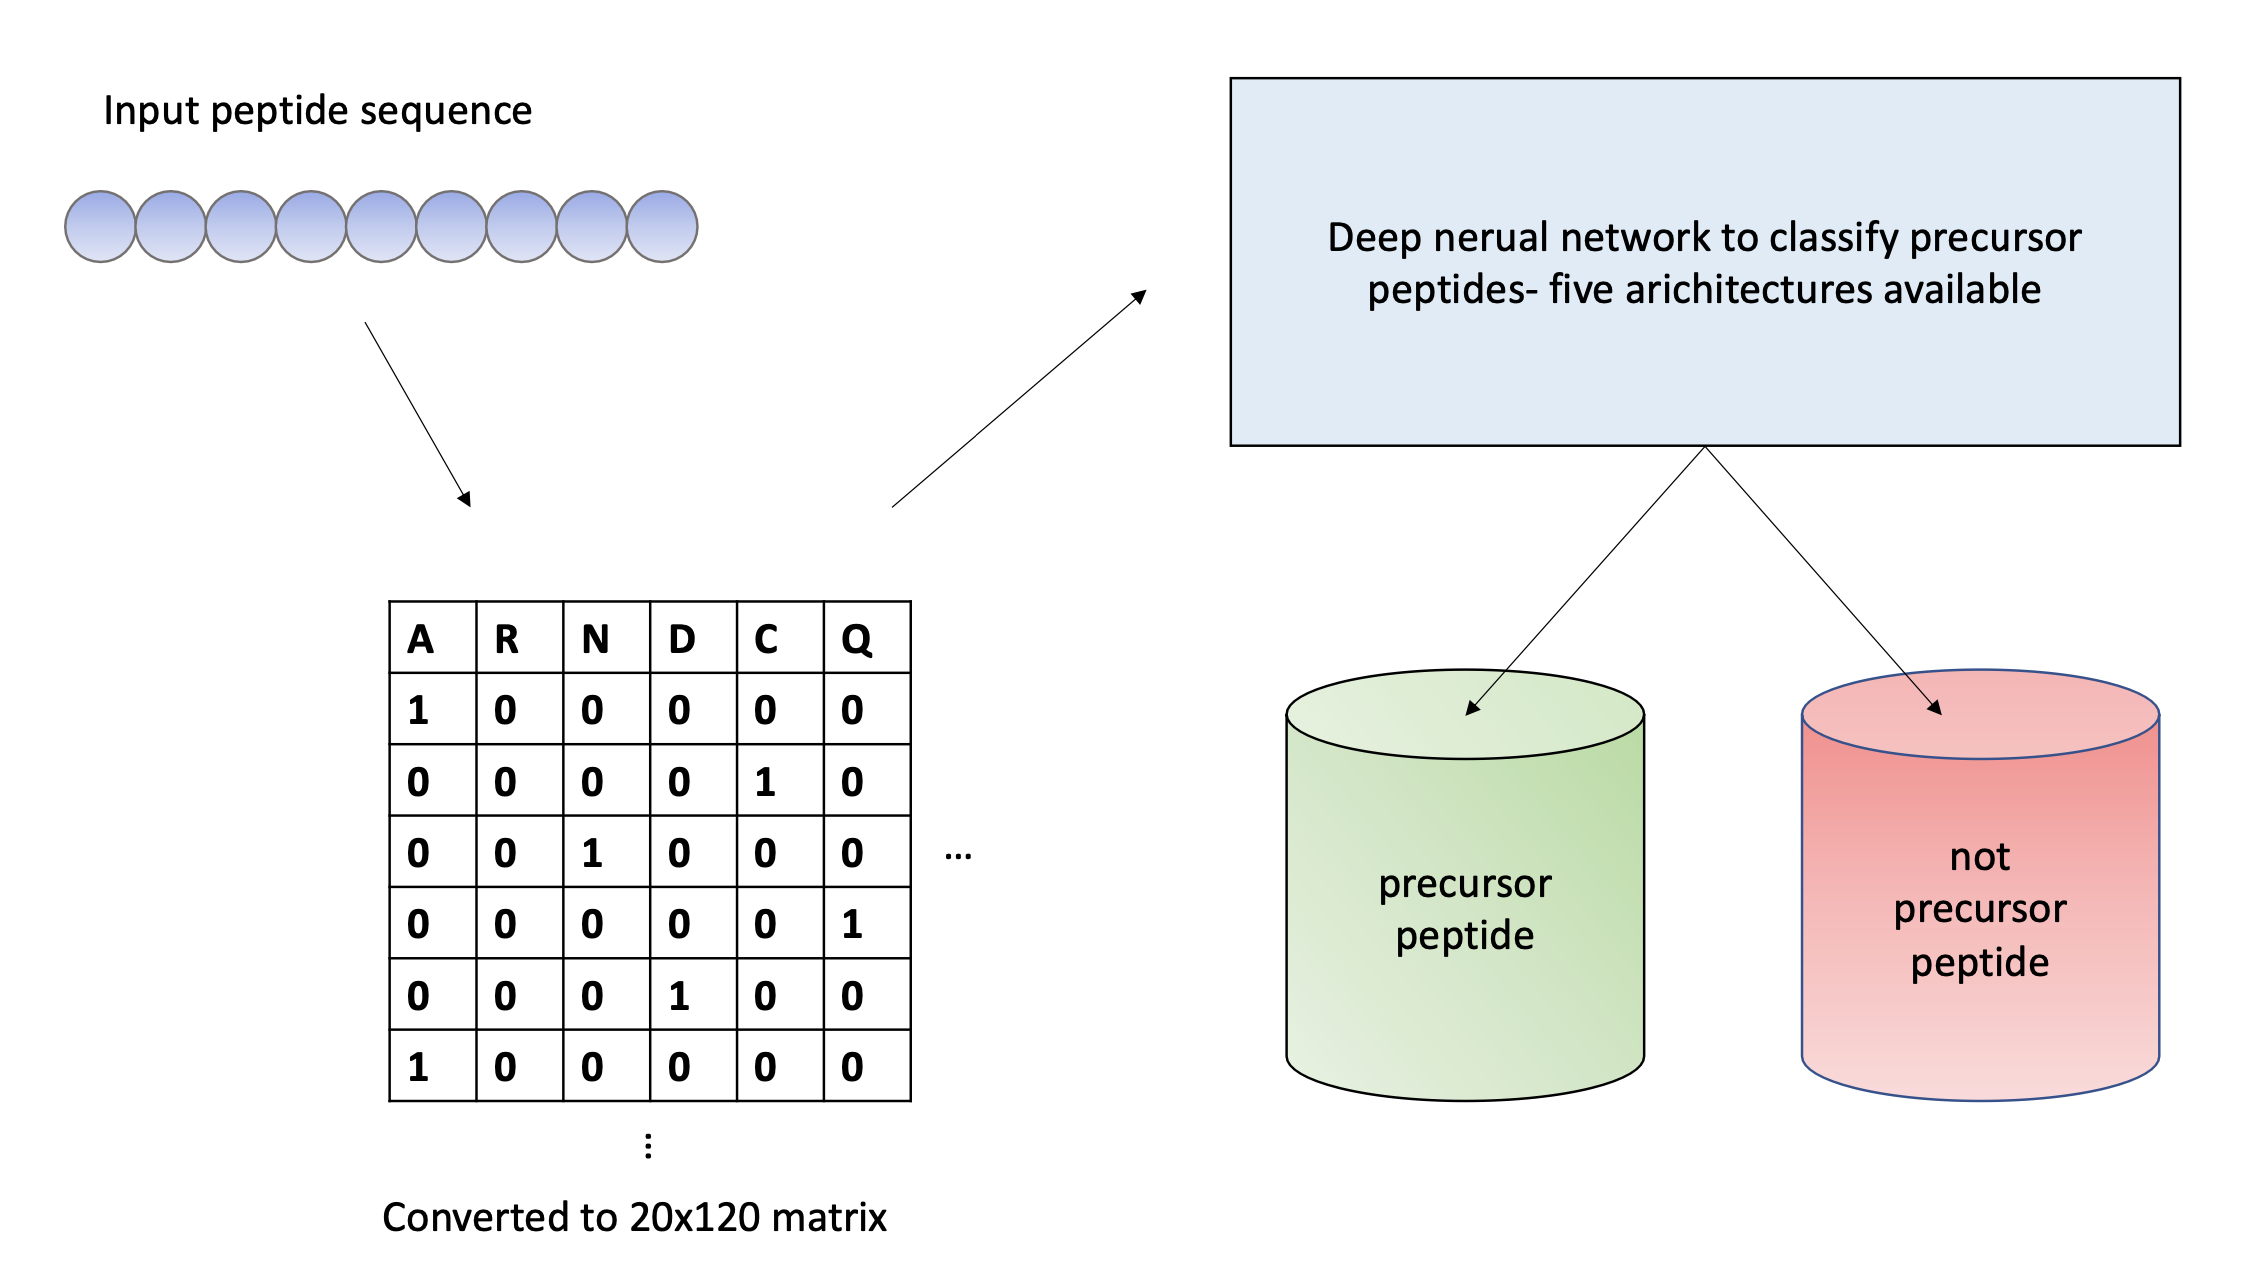 Input peptide sequence
A R N D C Q
1 0 0 0 0 0
0 0 0 0 1 0
0 0 1 0 0 0
0 0 0 0 0 1
0 0 0 1 0 0
1 0 0 0 0 0
...
...
Converted to 20x120 matrix
Deep nerual network to classify precursor
peptides- five arichitectures available
precursor
peptide
not
precursor
peptide